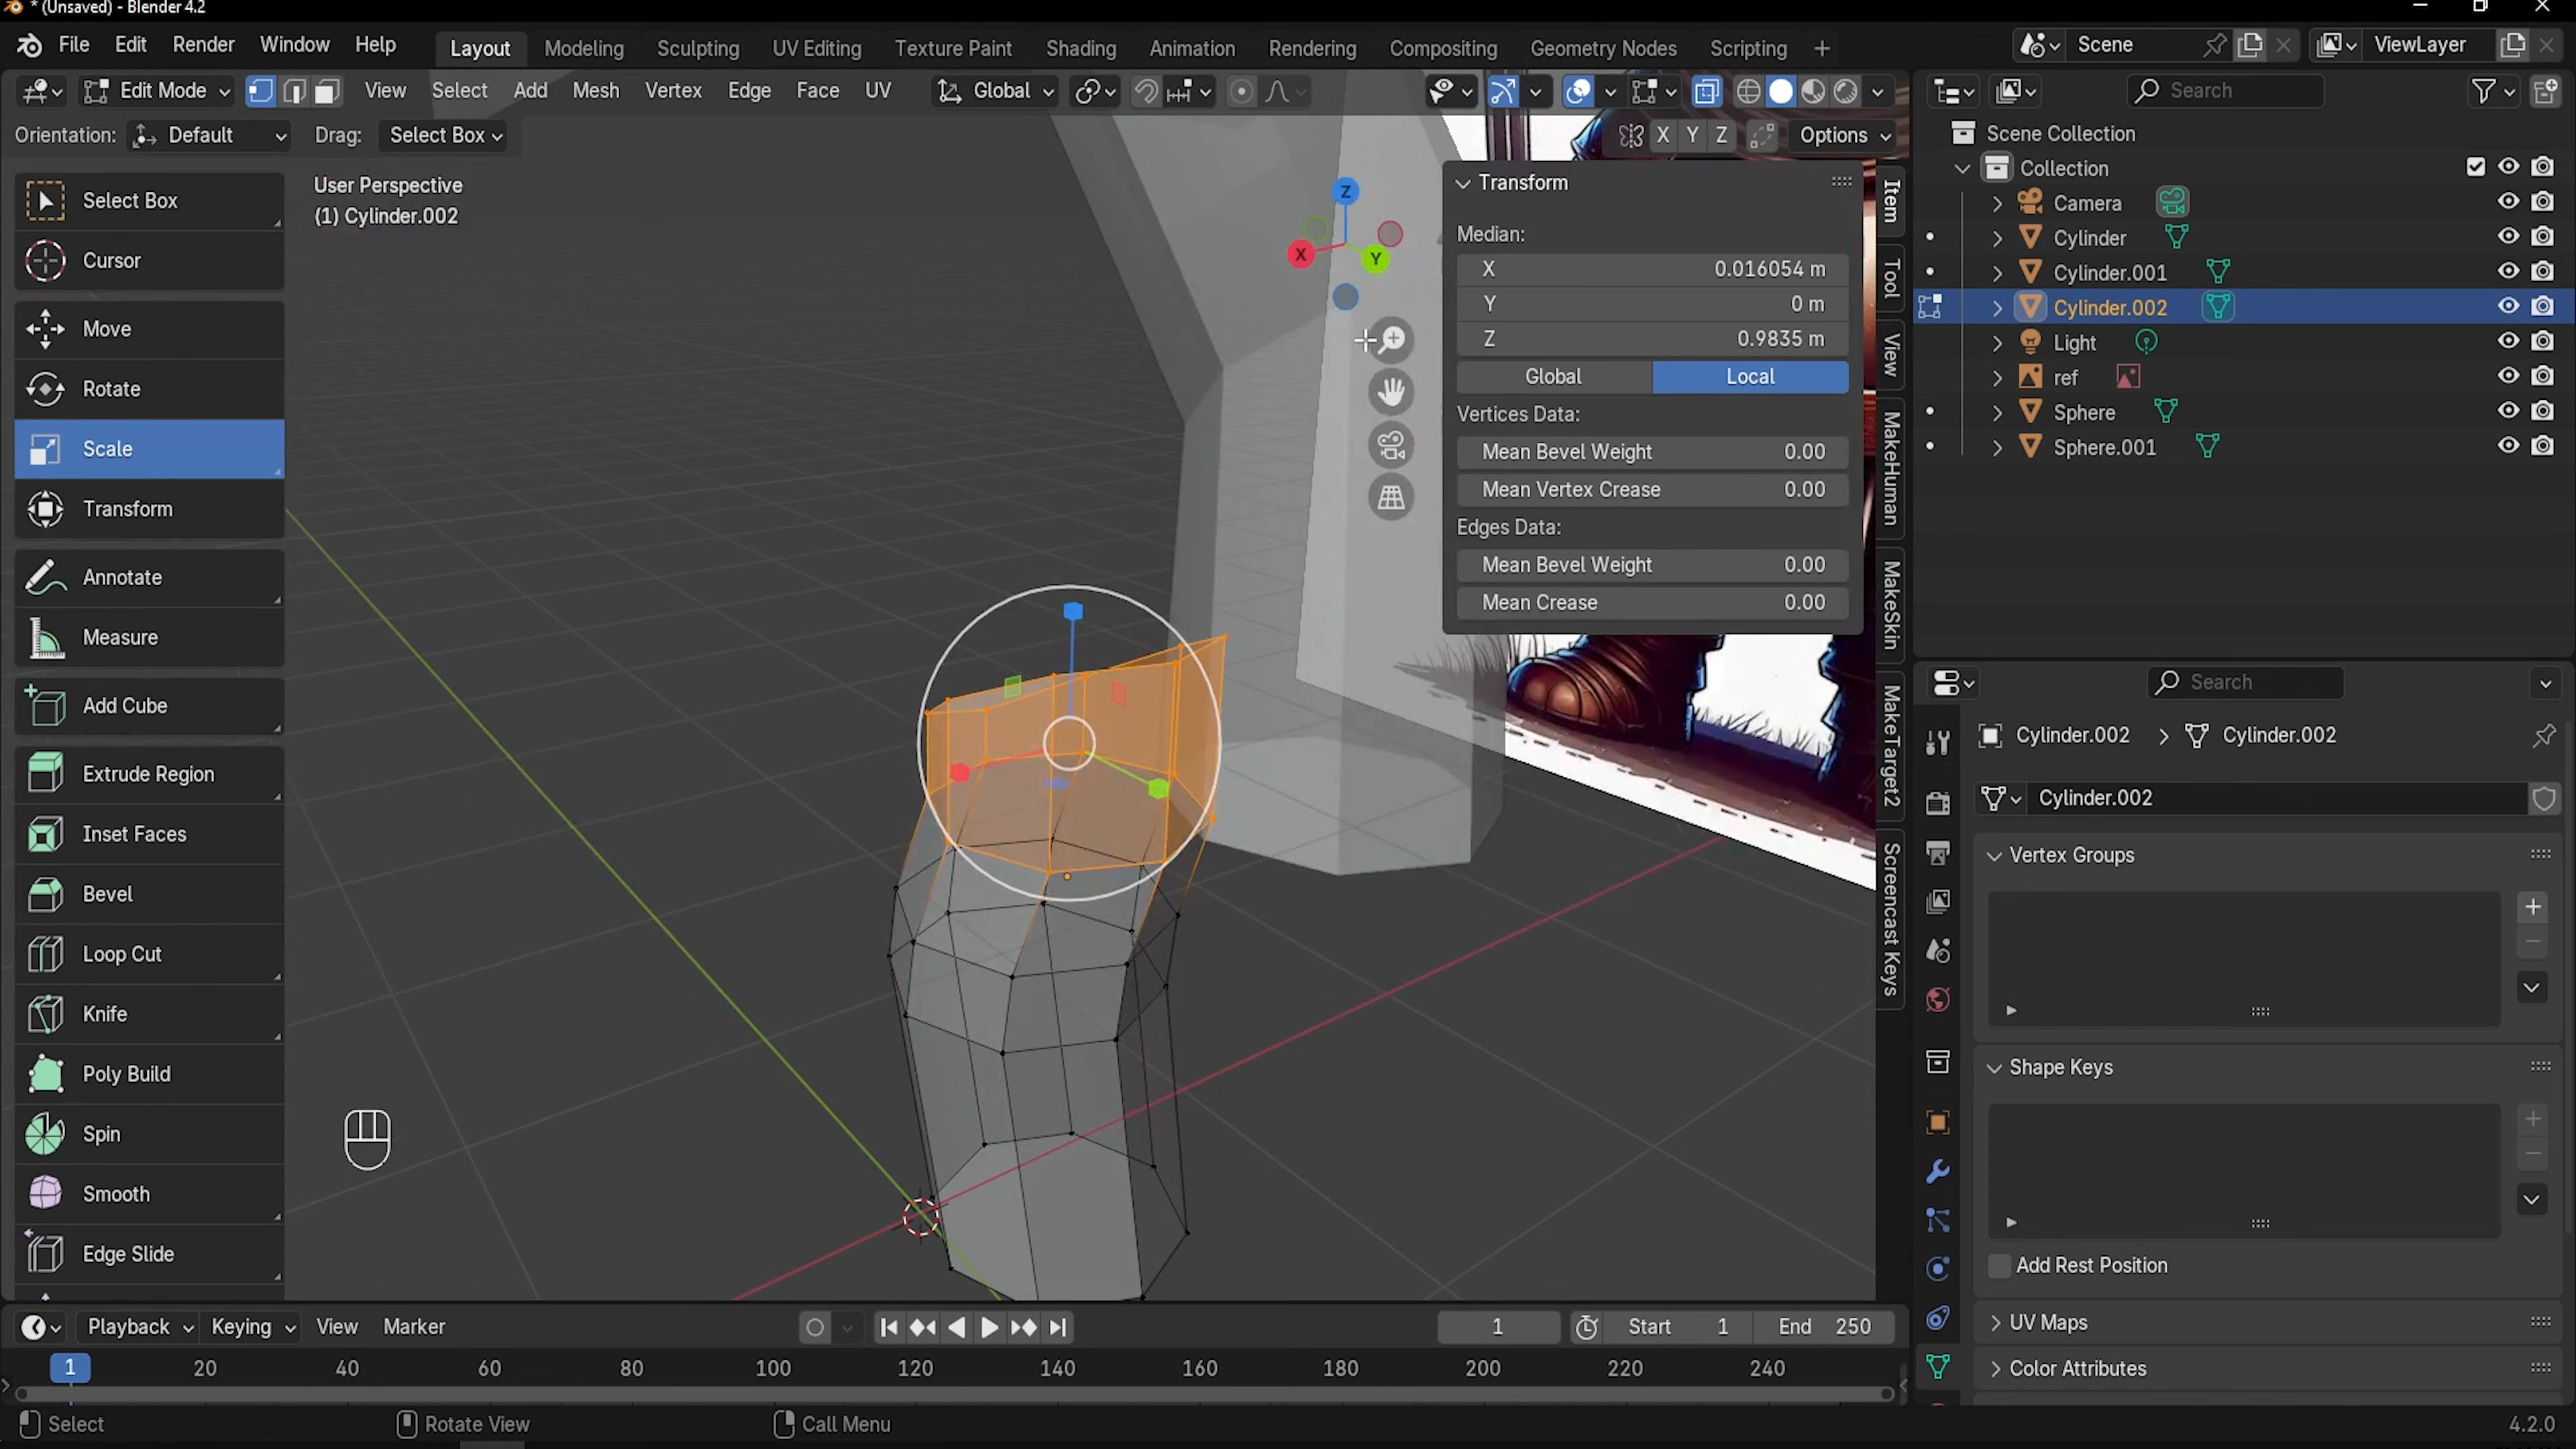 * (Unsaved) - Blender 4.2
File Edit Render Window Help Layout Modeling Sculpting UV Editing Texture Paint Shading Animation Rendering Compositing Geometry Nodes Scripting + Scene ViewLayer
Edit Mode View Select Add Mesh Vertex Edge Face UV Global Search
Orientation: Default Drag: Select Box X Y Z Options
Scene Collection
Collection
Camera
Cylinder
Cylinder.001
Cylinder.002
Light
ref
Sphere
Sphere.001
Select Box
Cursor
Move
Rotate
Scale
Transform
Annotate
Measure
Add Cube
Extrude Region
Inset Faces
Bevel
Loop Cut
Knife
Poly Build
Spin
Smooth
Edge Slide
User Perspective
(1) Cylinder.002
Z
X
Y
Transform
Median:
X 0.016054 m
Y 0 m
Z 0.9835 m
Global Local
Vertices Data:
Mean Bevel Weight 0.00
Mean Vertex Crease 0.00
Edges Data:
Mean Bevel Weight 0.00
Mean Crease 0.00
Item
Tool
View
MakeHuman
MakeSkin
MakeTarget2
Screencast Keys
Search
Cylinder.002 > Cylinder.002
Cylinder.002
Vertex Groups
Shape Keys
Add Rest Position
UV Maps
Color Attributes
Playback Keying View Marker 1 Start 1 End 250
1 20 40 60 80 100 120 140 160 180 200 220 240
Select Rotate View Call Menu 4.2.0